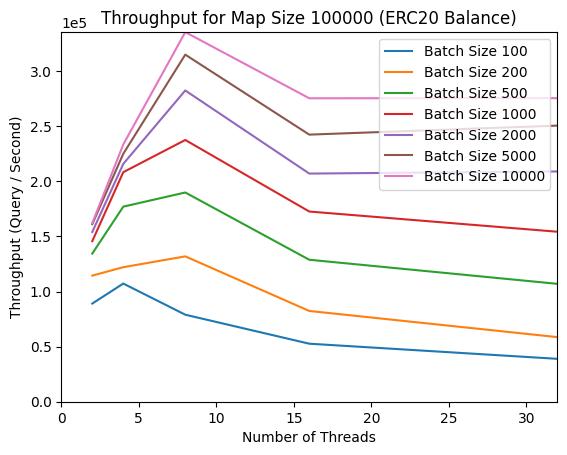 Throughput for Map Size 100000 (ERC20 Balance)
1e5
Batch Size 100
Batch Size 200
Batch Size 500
Batch Size 1000
Batch Size 2000
Batch Size 5000
Batch Size 10000
3.0
2.5
2.0
1.5
1.0
0.5
0.0
Throughput (Query / Second)
0 5 10 15 20 25 30
Number of Threads